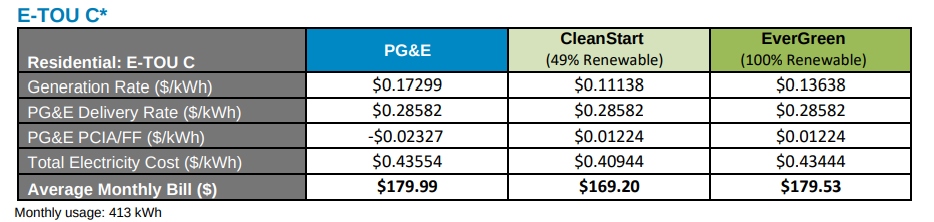 E-TOU C*
Residential: E-TOU C PG&E CleanStart (49% Renewable) EverGreen (100% Renewable)
Generation Rate ($/kWh) $0.17299 $0.11138 $0.13638
PG&E Delivery Rate ($/kWh) $0.28582 $0.28582 $0.28582
PG&E PCIA/FF ($/kWh) -$0.02327 $0.01224 $0.01224
Total Electricity Cost ($/kWh) $0.43554 $0.40944 $0.43444
Average Monthly Bill ($) $179.99 $169.20 $179.53
Monthly usage: 413 kWh